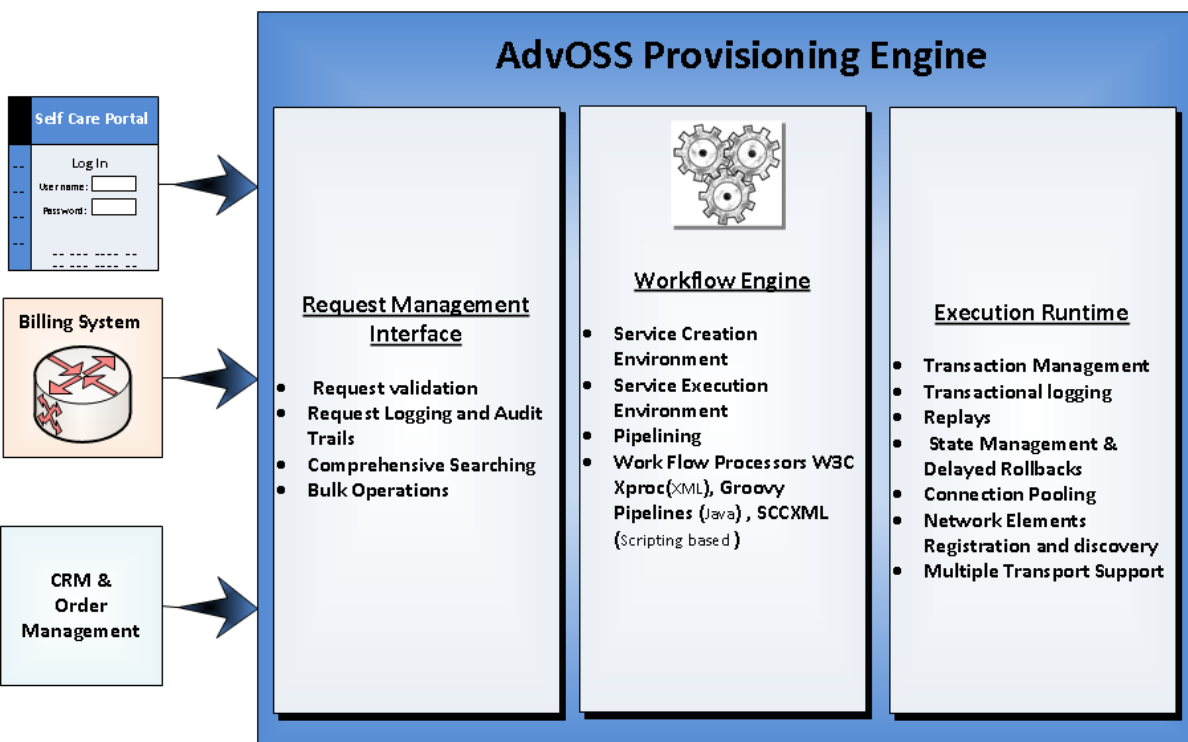 AdvOSS Provisioning Engine
Self Care Portal
Log In
User name:
Password:
Billing System
CRM &
Order
Management
Request Management
Interface
• Request validation
• Request Logging and Audit
Trails
• Comprehensive Searching
• Bulk Operations
Workflow Engine
• Service Creation
Environment
• Service Execution
Environment
• Pipelining
• Work Flow Processors W3C
Xproc(XML), Groovy
Pipelines (Java) , SCCXML
(Scripting based )
Execution Runtime
• Transaction Management
• Transactional logging
• Replays
• State Management &
Delayed Rollbacks
• Connection Pooling
• Network Elements
Registration and discovery
• Multiple Transport Support